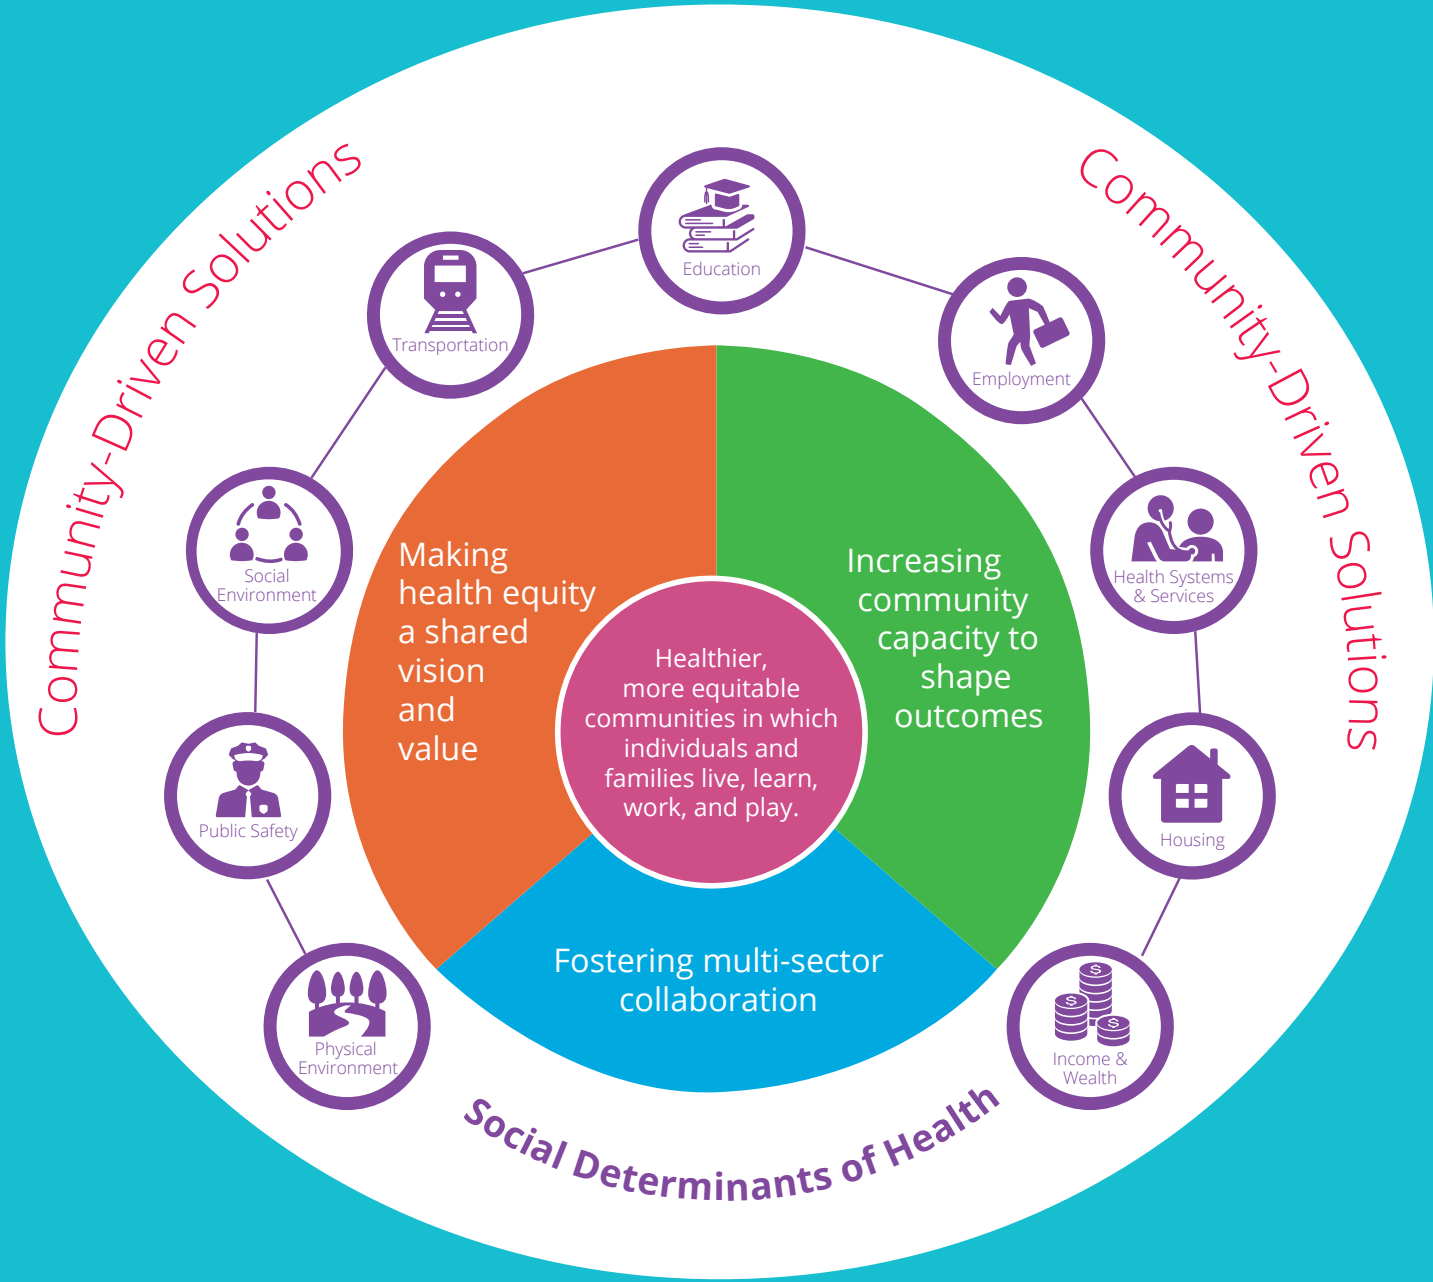 Community-Driven Solutions
Community-Driven Solutions
Education
Transportation
Employment
Social
Environment
Health Systems
& Services
Public Safety
Housing
Physical
Environment
Income &
Wealth
Making
health equity
a shared
vision
and
value
Increasing
community
capacity to
shape
outcomes
Healthier,
more equitable
communities in which
individuals and
families live, learn,
work, and play.
Fostering multi-sector
collaboration
Social Determinants of Health
$
$
$